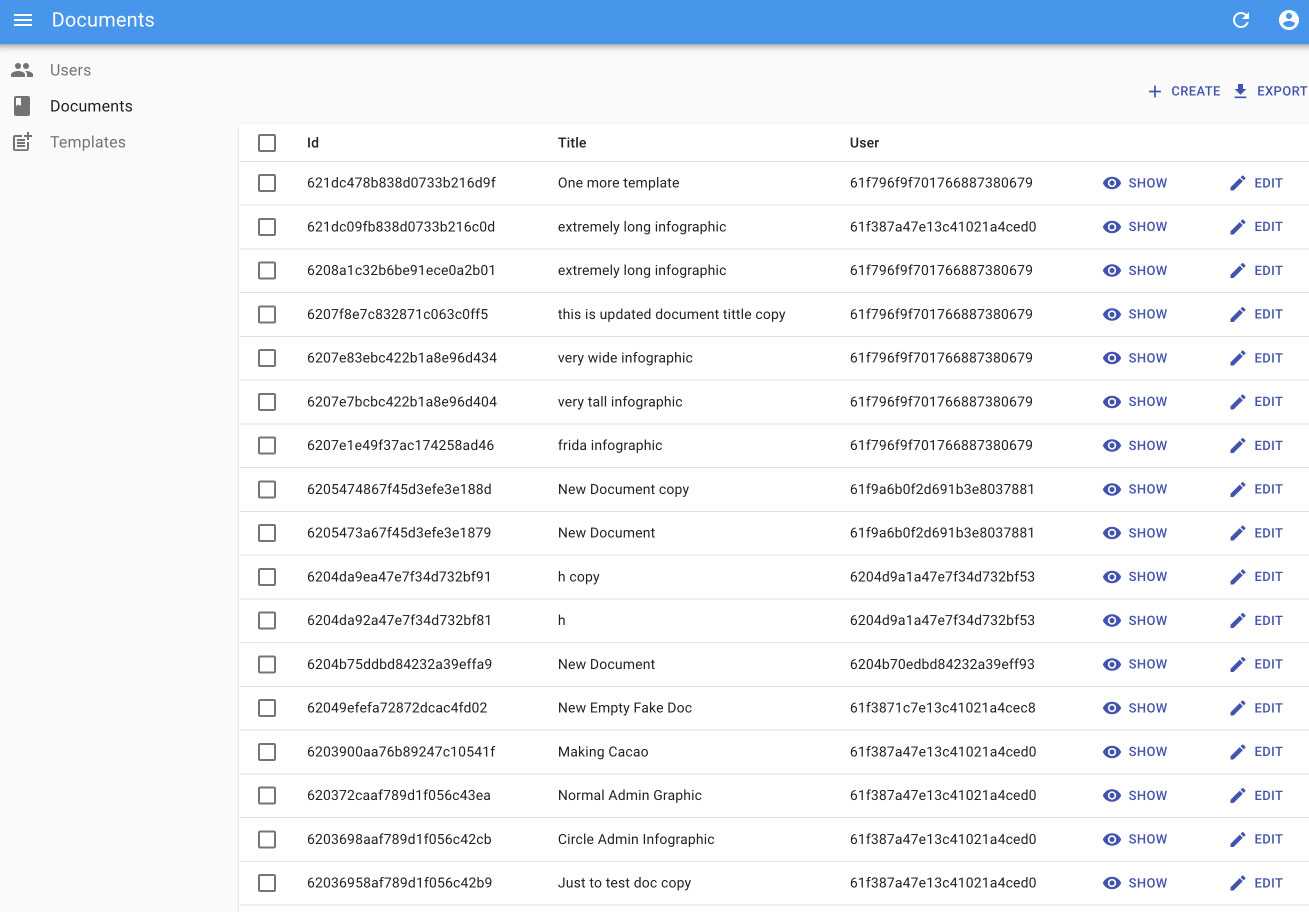 Documents
Users
Documents
Templates
CREATE EXPORT
Id Title User
621dc478b838d0733b216d9f One more template 61f796f9f701766887380679 SHOW EDIT
621dc09fb838d0733b216c0d extremely long infographic 61f387a47e13c41021a4ced0 SHOW EDIT
6208a1c32b6be91ece0a2b01 extremely long infographic 61f796f9f701766887380679 SHOW EDIT
6207f8e7c832871c063c0ff5 this is updated document tittle copy 61f796f9f701766887380679 SHOW EDIT
6207e83ebc422b1a8e96d434 very wide infographic 61f796f9f701766887380679 SHOW EDIT
6207e7bcbc422b1a8e96d404 very tall infographic 61f796f9f701766887380679 SHOW EDIT
6207e1e49f37ac174258ad46 frida infographic 61f796f9f701766887380679 SHOW EDIT
6205474867f45d3efe3e188d New Document copy 61f9a6b0f2d691b3e8037881 SHOW EDIT
6205473a67f45d3efe3e1879 New Document 61f9a6b0f2d691b3e8037881 SHOW EDIT
6204da9ea47e7f34d732bf91 h copy 6204d9a1a47e7f34d732bf53 SHOW EDIT
6204da92a47e7f34d732bf81 h 6204d9a1a47e7f34d732bf53 SHOW EDIT
6204b75ddbd84232a39effa9 New Document 6204b70edbd84232a39eff93 SHOW EDIT
62049efefa72872dcac4fd02 New Empty Fake Doc 61f3871c7e13c41021a4cec8 SHOW EDIT
6203900aa76b89247c10541f Making Cacao 61f387a47e13c41021a4ced0 SHOW EDIT
620372caaf789d1f056c43ea Normal Admin Graphic 61f387a47e13c41021a4ced0 SHOW EDIT
6203698aaf789d1f056c42cb Circle Admin Infographic 61f387a47e13c41021a4ced0 SHOW EDIT
62036958af789d1f056c42b9 Just to test doc copy 61f387a47e13c41021a4ced0 SHOW EDIT